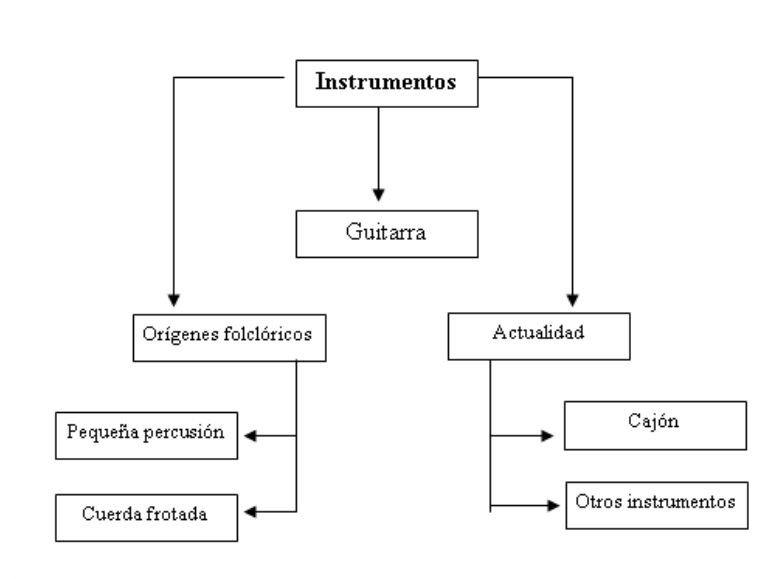 Instrumentos
Guitarra
Orígenes folclóricos
Actualidad
Pequeña percusión
Cajón
Cuerda frotada
Otros instrumentos